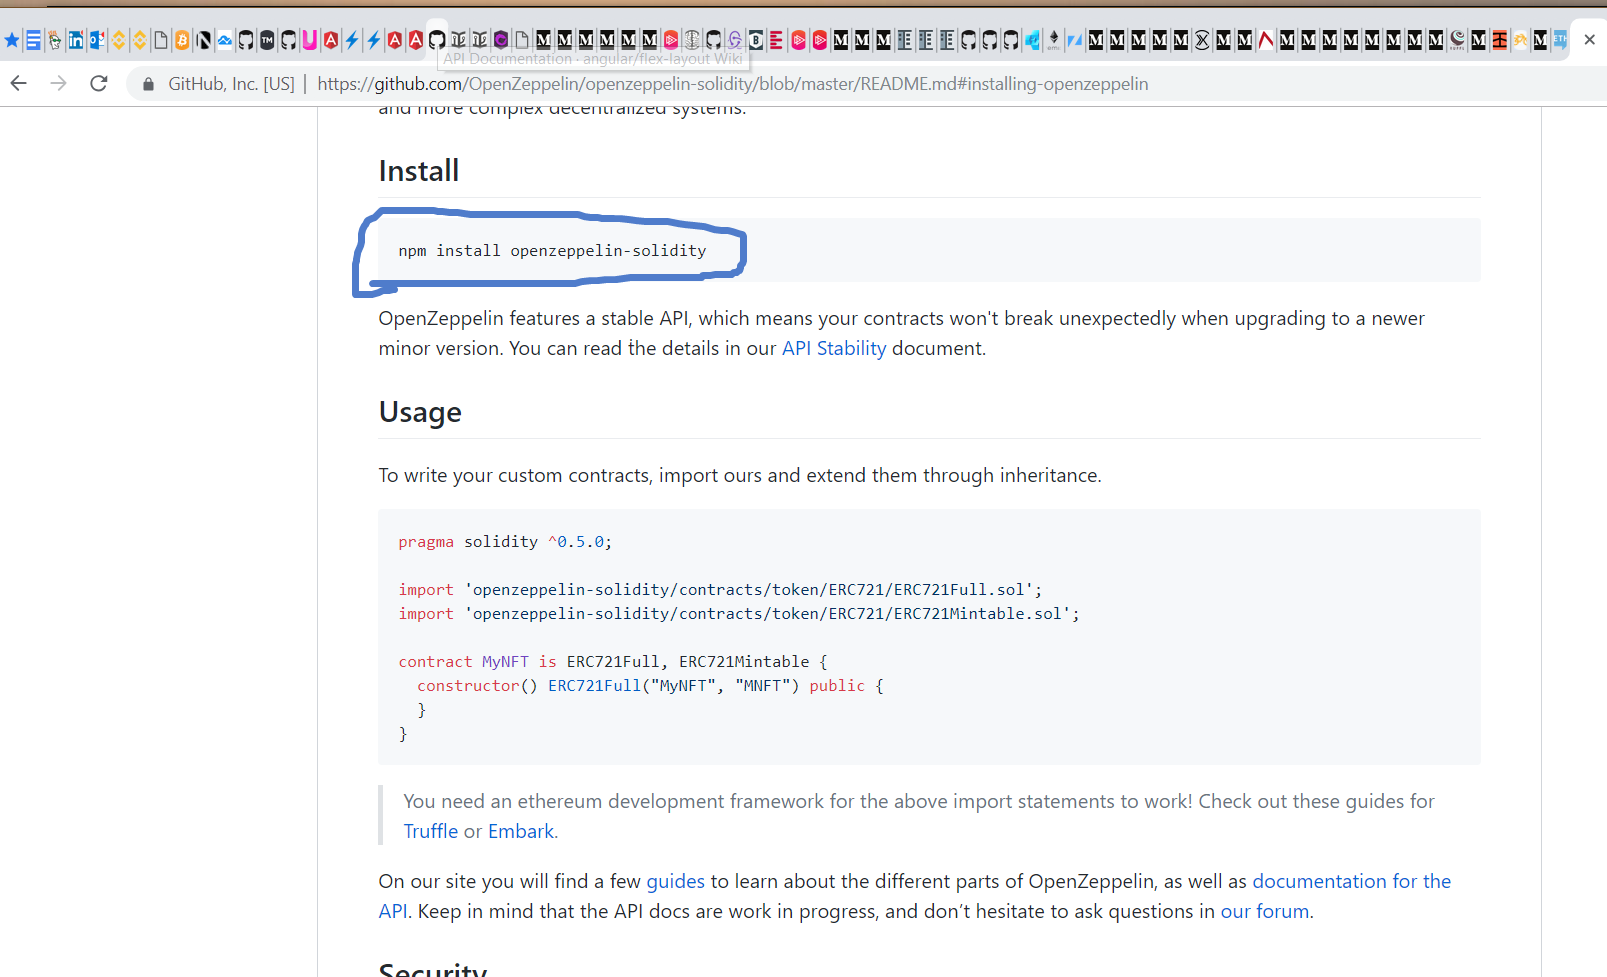 API Documentation · angular/flex-layout Wiki
GitHub, Inc. [US] | https://github.com/OpenZeppelin/openzeppelin-solidity/blob/master/README.md#installing-openzeppelin
and more complex decentralized systems.
Install
npm install openzeppelin-solidity
OpenZeppelin features a stable API, which means your contracts won't break unexpectedly when upgrading to a newer
minor version. You can read the details in our API Stability document.
Usage
To write your custom contracts, import ours and extend them through inheritance.
pragma solidity ^0.5.0;
import 'openzeppelin-solidity/contracts/token/ERC721/ERC721Full.sol';
import 'openzeppelin-solidity/contracts/token/ERC721/ERC721Mintable.sol';
contract MyNFT is ERC721Full, ERC721Mintable {
constructor() ERC721Full("MyNFT", "MNFT") public {
}
}
You need an ethereum development framework for the above import statements to work! Check out these guides for
Truffle or Embark.
On our site you will find a few guides to learn about the different parts of OpenZeppelin, as well as documentation for the
API. Keep in mind that the API docs are work in progress, and don’t hesitate to ask questions in our forum.
Security